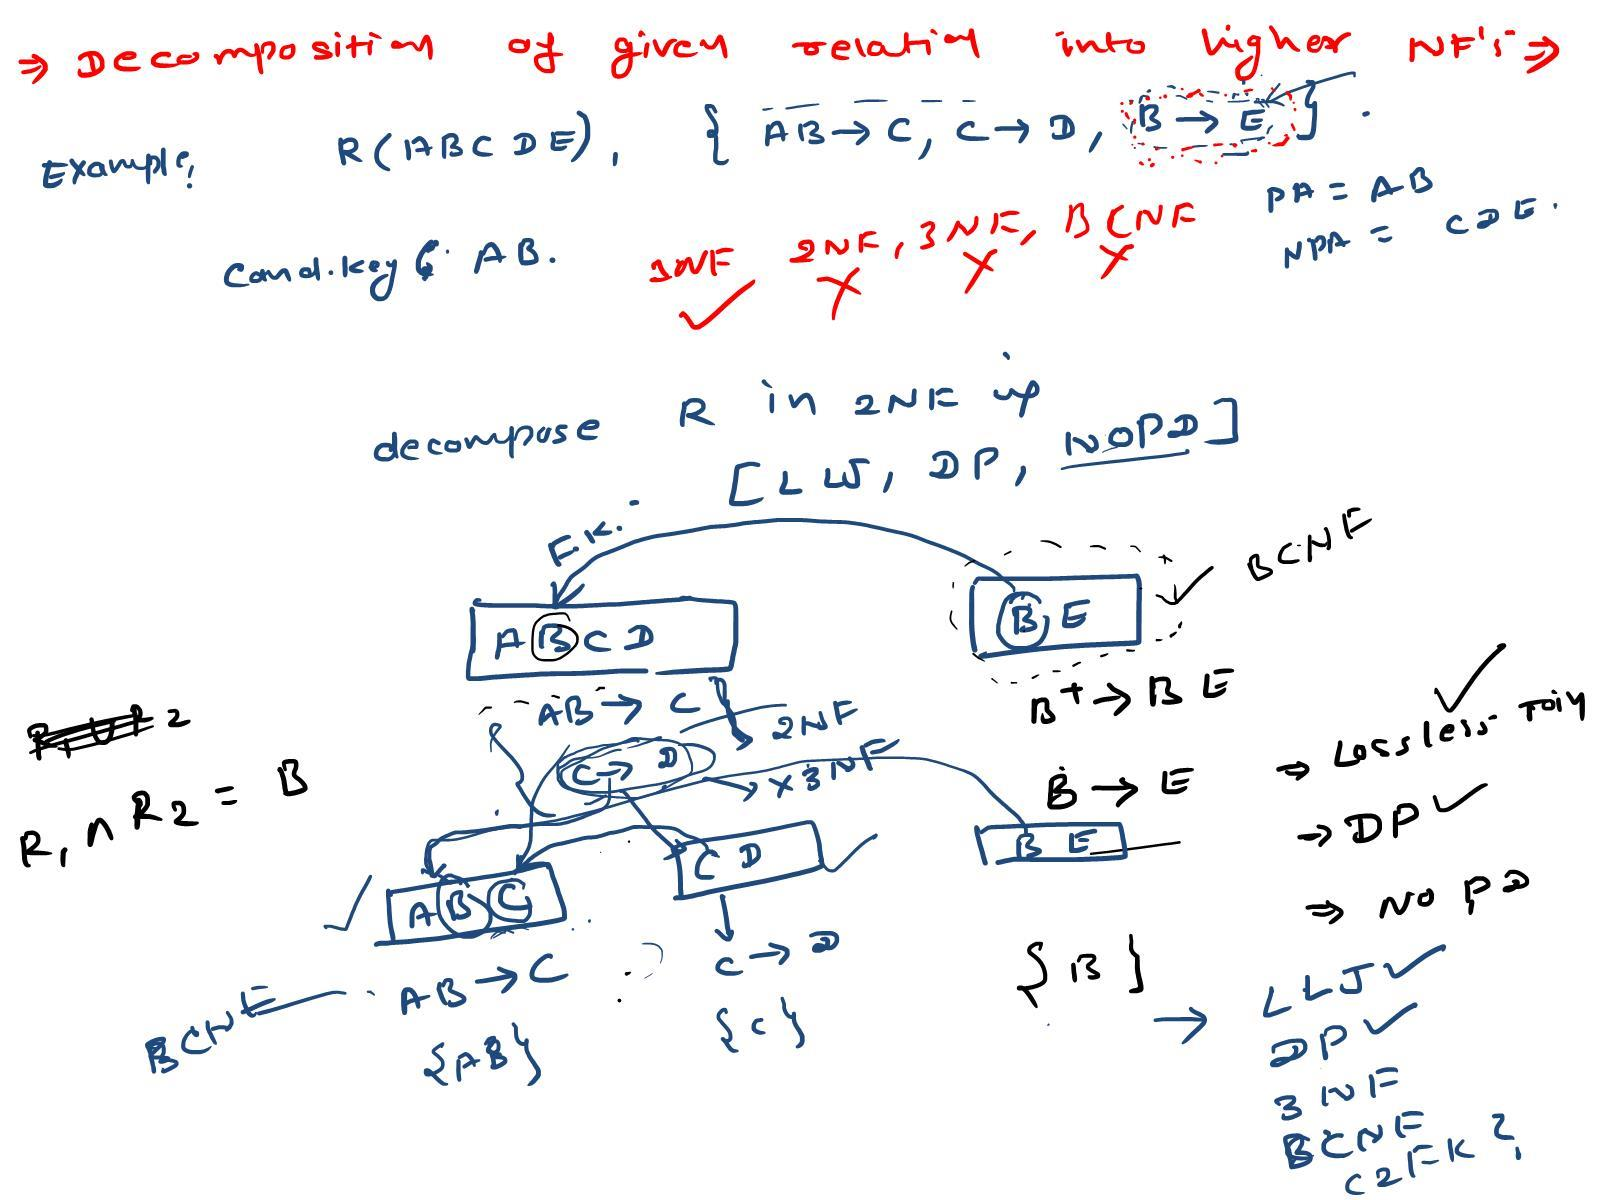 ⇒ Decomposition of given relation into higher NF's ⇒
Example, R(ABCDE), { AB → C, C → D, B → E } .
PA = AB
NPA = CDE.
Cand. key AB.
1NF ✓ 2NF, 3NF, BCNF
X X X
decompose R in 2NF
[LLJ, DP, NOPD]
F.K.
ABCD
BE
BCNF
AB → C
C → D
2NF
X 3NF
B+ → BE
B → E
R1 ∩ R2 = B
⇒ Lossless Join ✓
⇒ DP ✓
⇒ NO PD
ABC
CD
BE
AB → C
C → D
{AB}
{C}
{B}
BCNF
→ LLJ ✓
DP ✓
3NF
BCNF
(2FK)